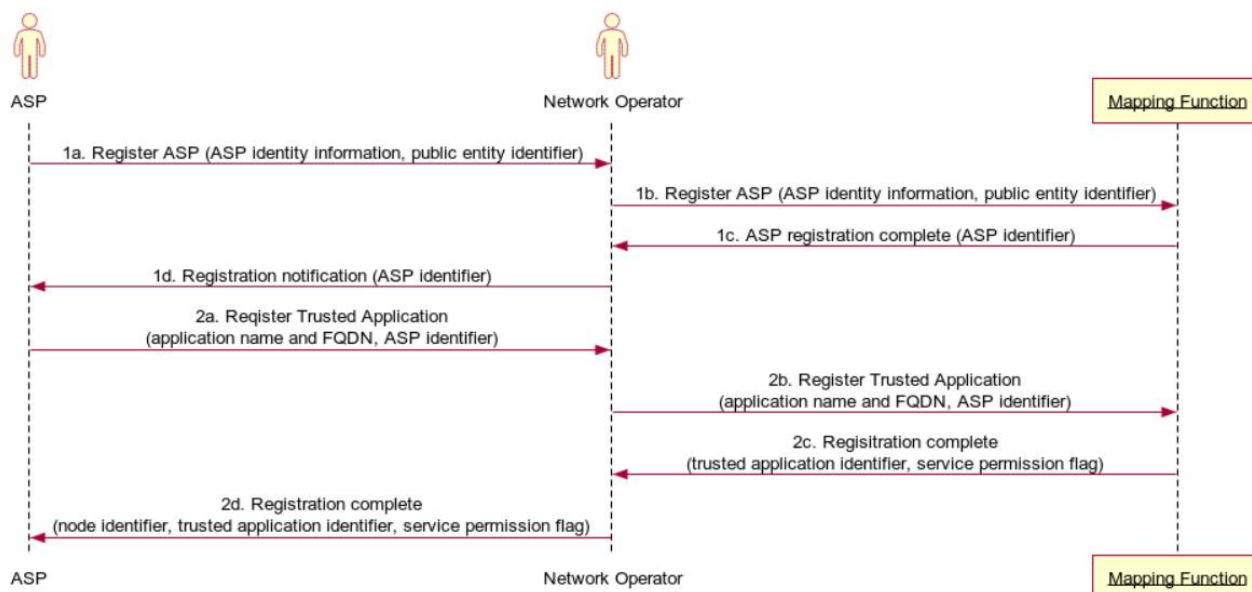 ASP
Network Operator
Mapping Function
1a. Register ASP (ASP identity information, public entity identifier)
1b. Register ASP (ASP identity information, public entity identifier)
1c. ASP registration complete (ASP identifier)
1d. Registration notification (ASP identifier)
2a. Reqister Trusted Application
(application name and FQDN, ASP identifier)
2b. Register Trusted Application
(application name and FQDN, ASP identifier)
2c. Regisitration complete
(trusted application identifier, service permission flag)
2d. Registration complete
(node identifier, trusted application identifier, service permission flag)
ASP
Network Operator
Mapping Function